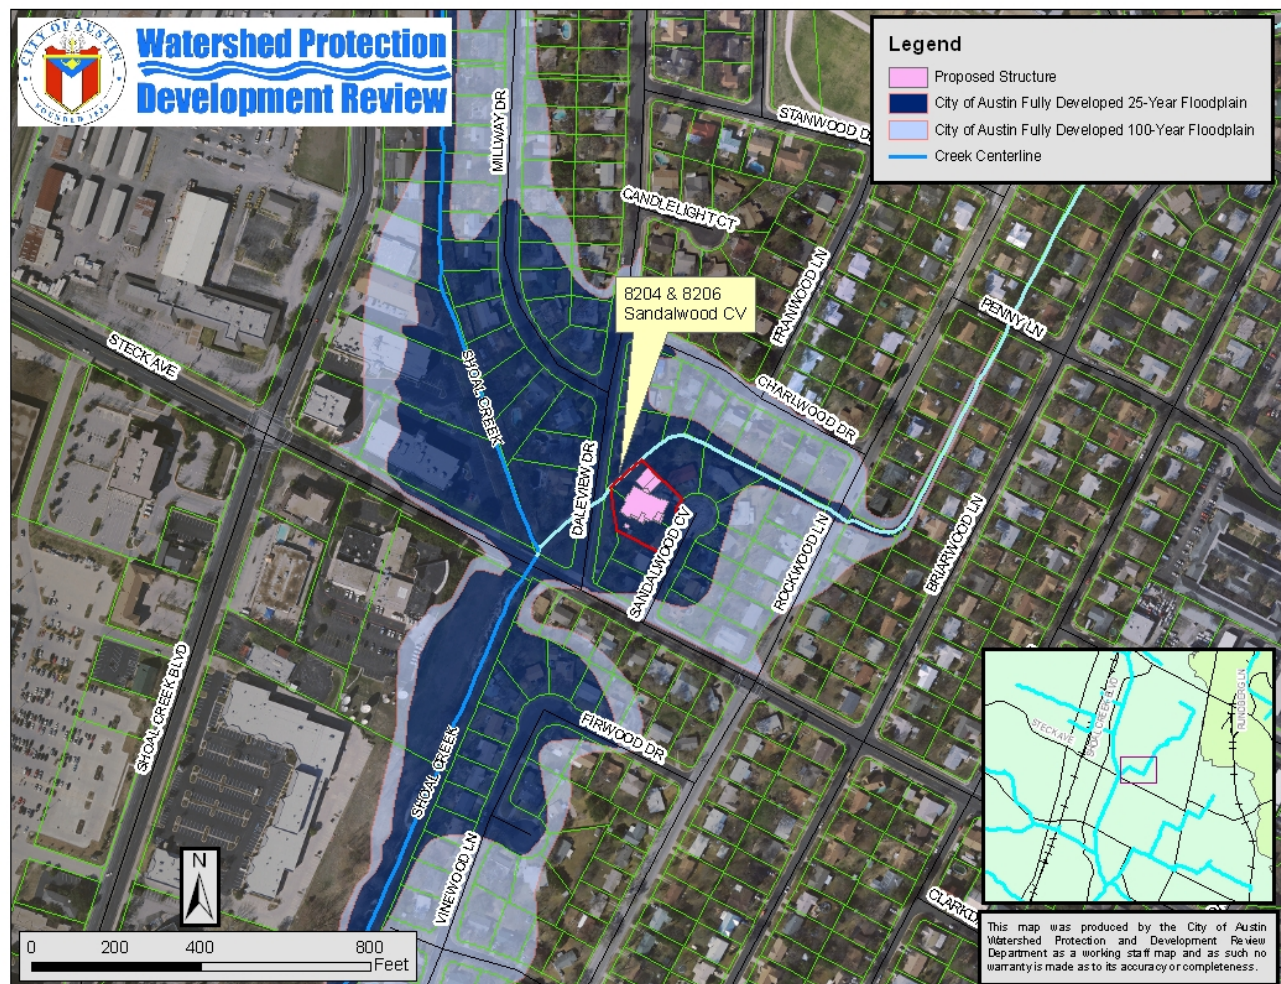 CITY OF AUSTIN
FOUNDED 1839
Watershed Protection
Development Review
Legend
Proposed Structure
City of Austin Fully Developed 25-Year Floodplain
City of Austin Fully Developed 100-Year Floodplain
Creek Centerline
MILLWAY DR
STANWOOD D
CANDLELIGHT CT
FRANWOOD LN
8204 & 8206
Sandalwood CV
PENNY LN
STECK AVE
SHOAL CREEK
CHARLWOOD DR
DALEVIEW DR
SANDALWOOD CV
ROCKWOOD LN
BRIARWOOD LN
SHOAL CREEK BLVD
SHOAL CREEK
FIRWOOD DR
VINEWOOD LN
CLARKDA
STECK AVE
SHOAL CREEK BLVD
RUNDBERG LN
N
0 200 400 800
Feet
This map was produced by the City of Austin
Watershed Protection and Development Review
Department as a working staff map and as such no
warranty is made as to its accuracy or completeness.